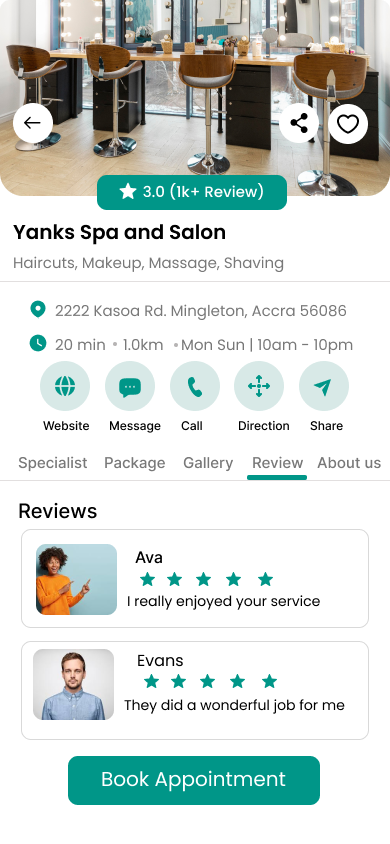 3.0 (1k+ Review)
Yanks Spa and Salon
Haircuts, Makeup, Massage, Shaving
2222 Kasoa Rd. Mingleton, Accra 56086
20 min • 1.0km • Mon Sun | 10am - 10pm
Website Message Call Direction Share
Specialist Package Gallery Review About us
Reviews
Ava
I really enjoyed your service
Evans
They did a wonderful job for me
Book Appointment